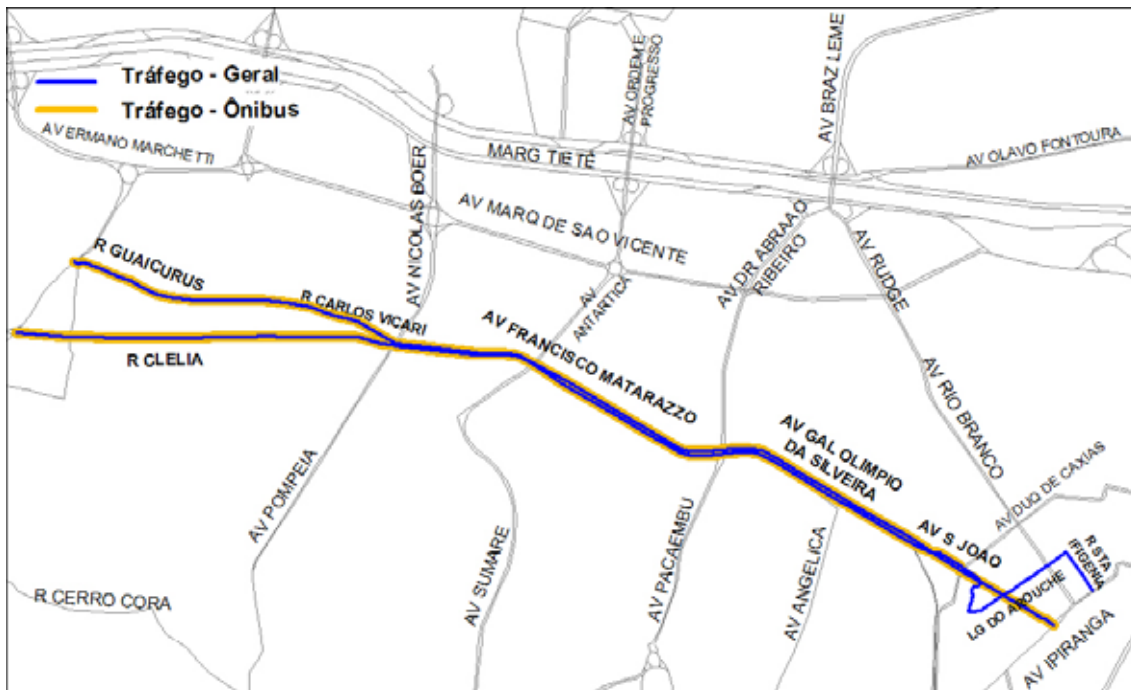 Tráfego - Geral
Tráfego - Ônibus
AV ORDEM E
PROGRESSO
AV BRAZ LEME
AV ERMANO MARCHETTI
MARG TIETÊ
AV OLAVO FONTOURA
AV NICOLAS BOER
AV MARQ DE SAO VICENTE
AV DR ABRAAO
RIBEIRO
AV RUDGE
R GUAICURUS
R CARLOS VICARI
AV
ANTARTICA
R CLELIA
AV FRANCISCO MATARAZZO
AV RIO BRANCO
AV GAL OLIMPIO
DA SILVEIRA
AV POMPEIA
AV DUQ DE CAXIAS
AV S JOAO
R STA
IFIGENIA
AV SUMARE
AV PACAEMBU
AV ANGELICA
LG DO AROUCHE
R CERRO CORA
AV IPIRANGA